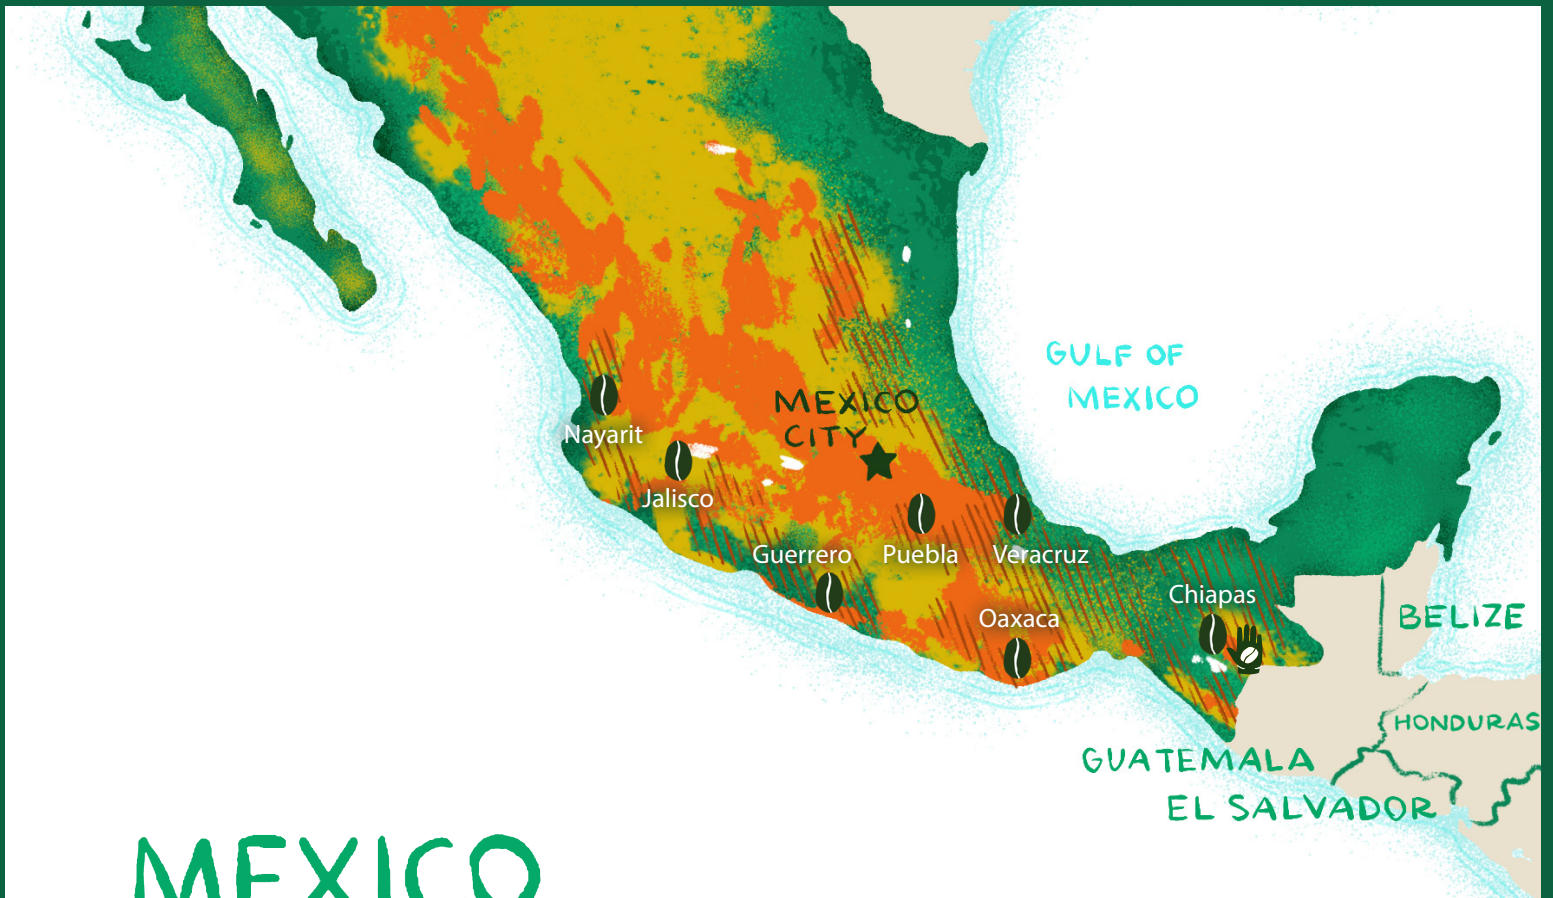 GULF OF
MEXICO
MEXICO
CITY
Nayarit
Jalisco
Guerrero
Puebla
Veracruz
Chiapas
Oaxaca
BELIZE
HONDURAS
GUATEMALA
EL SALVADOR
MEXICO